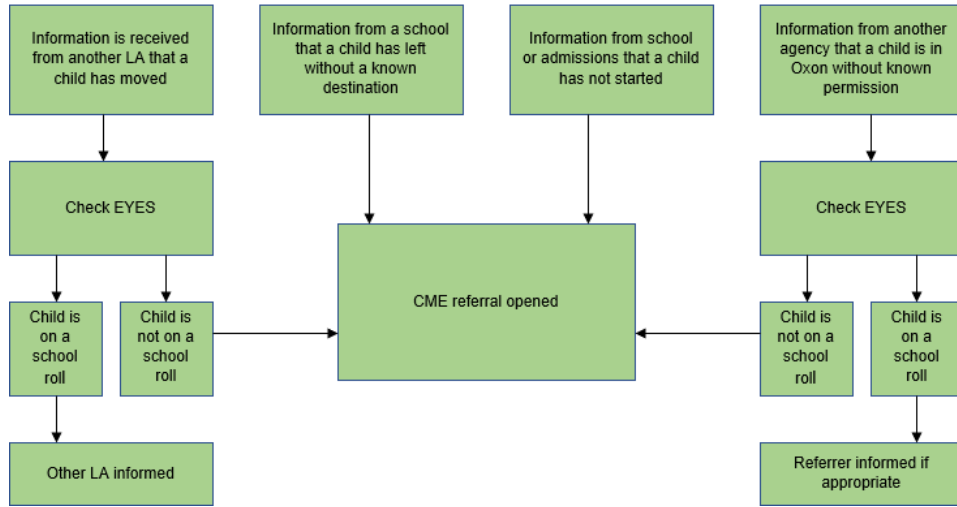 Information is received
from another LA that a
child has moved
Information from a school
that a child has left
without a known
destination
Information from school
or admissions that a child
has not started
Information from another
agency that a child is in
Oxon without known
permission
Check EYES
Check EYES
CME referral opened
Child is
on a
school
roll
Child is
not on a
school
roll
Child is
not on a
school
roll
Child is
on a
school
roll
Other LA informed
Referrer informed if
appropriate